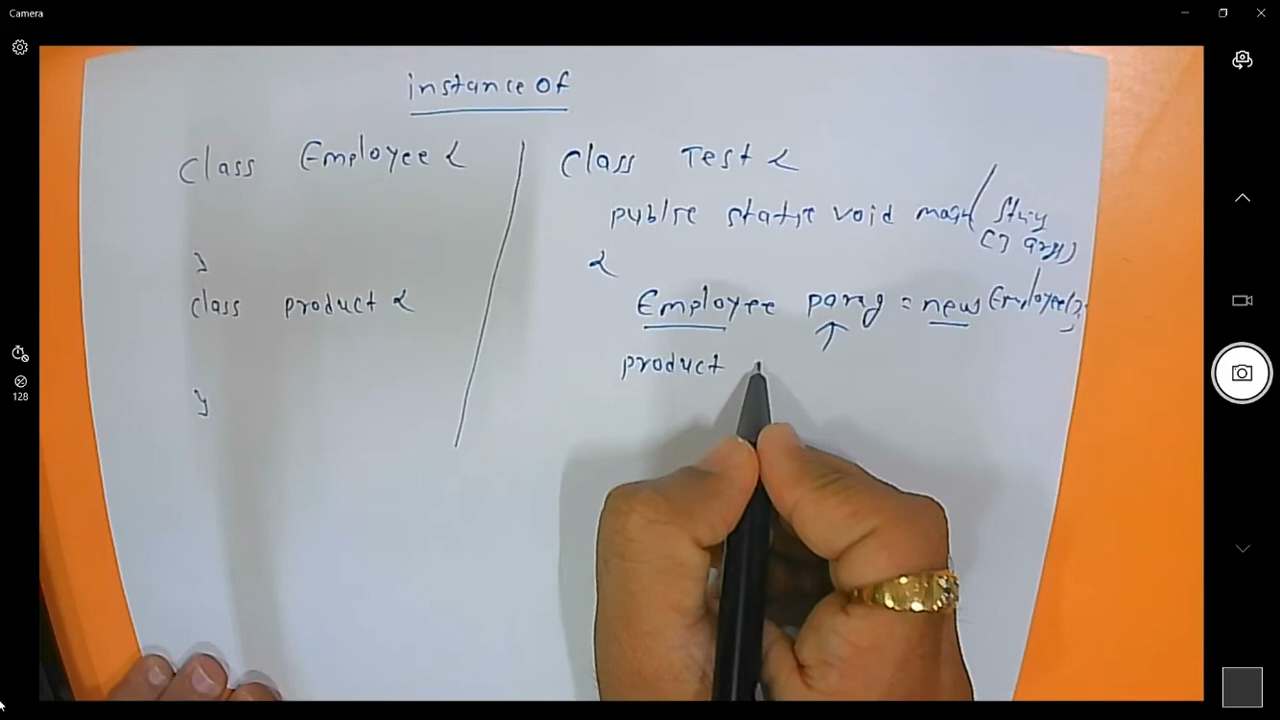 Camera
instanceof
class Employee {
}
class product {
}
class Test {
public static void main( String
[] args)
{
Employee parag = new Employee();
product
128